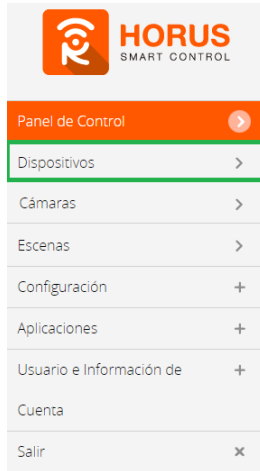 HORUS
SMART CONTROL
Panel de Control
Dispositivos
Cámaras
Escenas
Configuración
Aplicaciones
Usuario e Información de
Cuenta
Salir